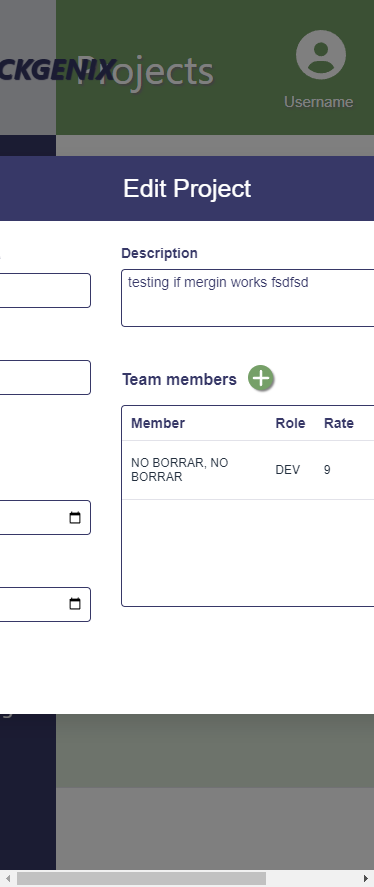 CKGENIX
Projects
Username
Edit Project
Description
testing if mergin works fsdfsd
Team members
Member Role Rate
NO BORRAR, NO
BORRAR
DEV 9